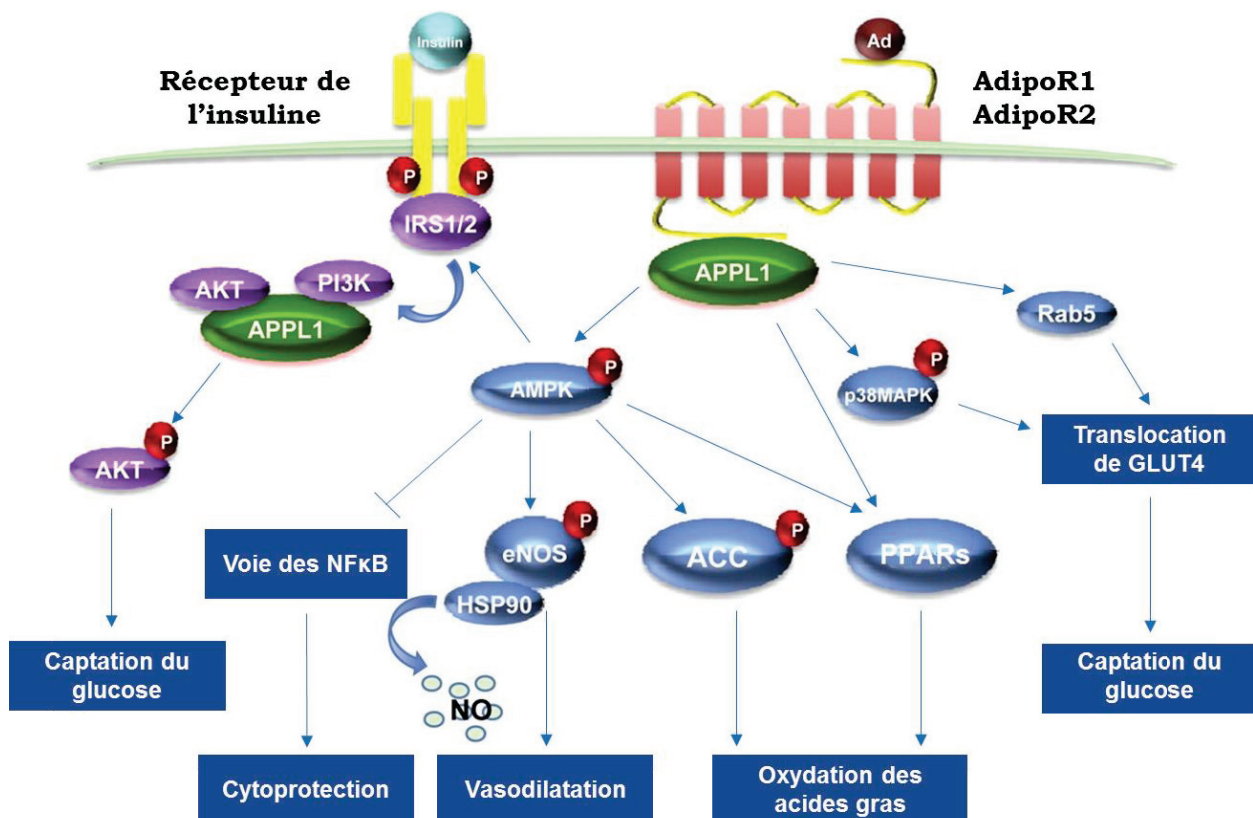 Insulin
Ad
Récepteur de
l'insuline
AdipoR1
AdipoR2
P
P
IRS1/2
AKT
PI3K
APPL1
APPL1
Rab5
P
AMPK
P
p38MAPK
P
AKT
Translocation
de GLUT4
Voie des NFκB
P
eNOS
HSP90
P
ACC
PPARs
Captation du
glucose
NO
Captation du
glucose
Cytoprotection
Vasodilatation
Oxydation des
acides gras